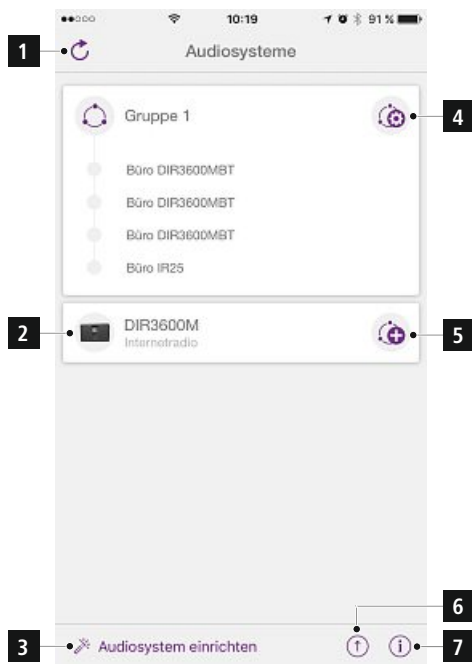 10:19
91 %
1
Audiosysteme
Gruppe 1
4
Büro DIR3600MBT
Büro DIR3600MBT
Büro DIR3600MBT
Büro IR25
2
DIR3600M
5
Internetradio
6
3
Audiosystem einrichten
7